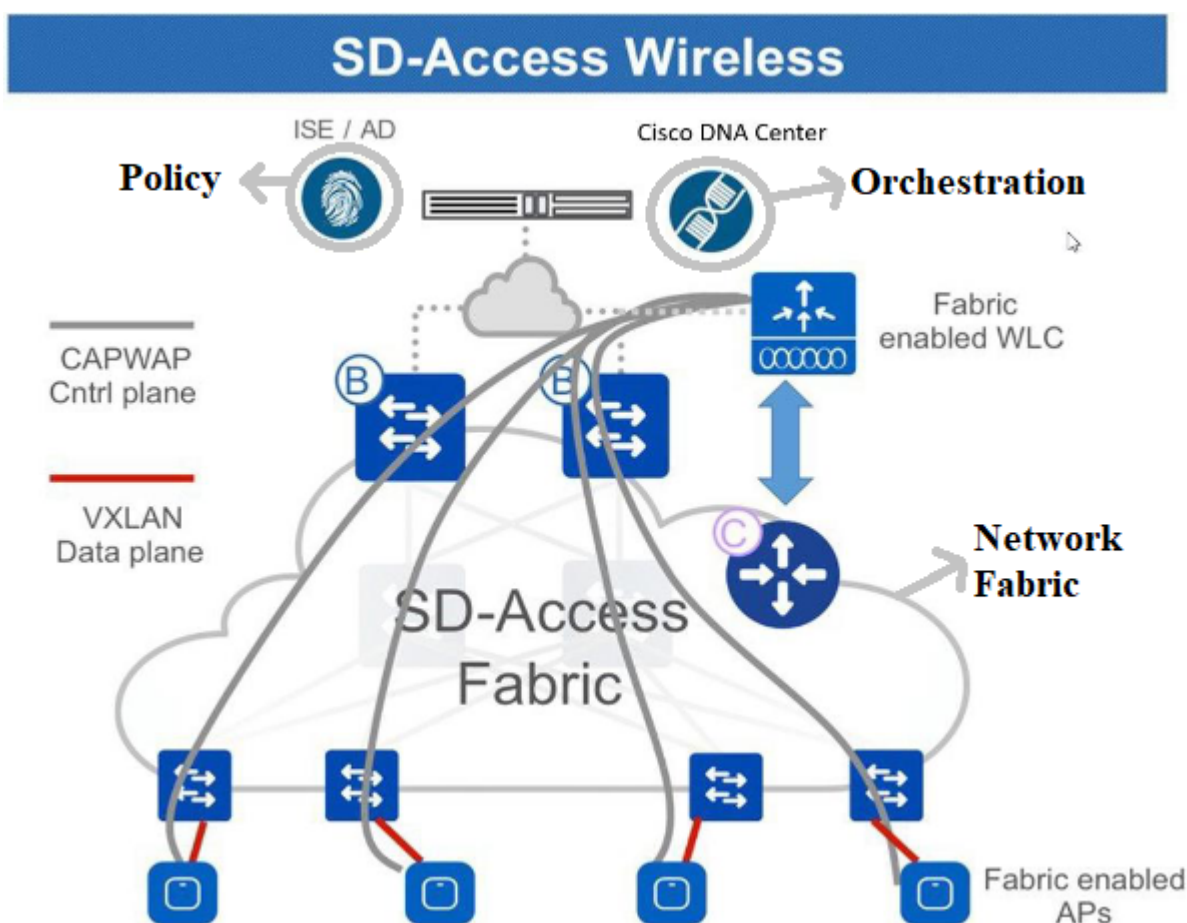 SD-Access Wireless
ISE / AD
Cisco DNA Center
Policy
Orchestration
Fabric
enabled WLC
CAPWAP
Cntrl plane
B
B
VXLAN
Data plane
C
Network
Fabric
SD-Access
Fabric
Fabric enabled
APs